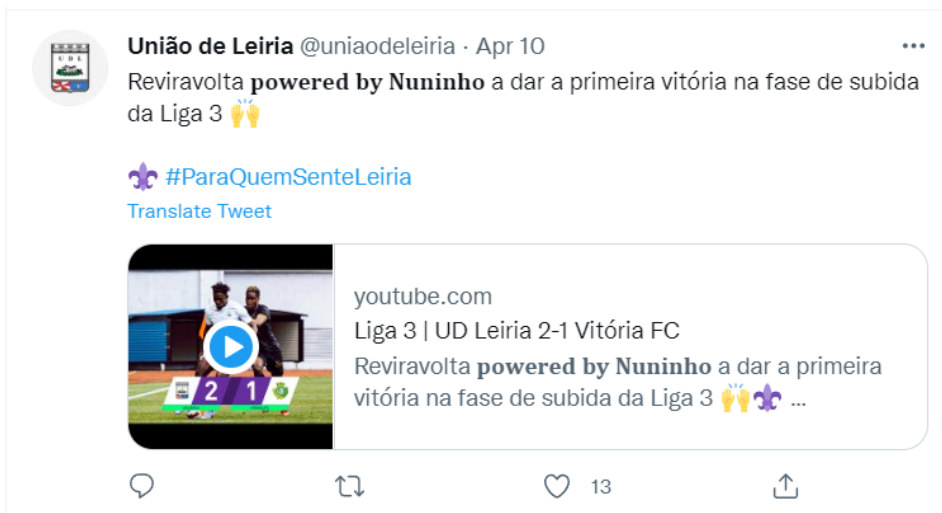 União de Leiria @uniaodeleiria · Apr 10
Reviravolta powered by Nuninho a dar a primeira vitória na fase de subida
da Liga 3 🙌
⚜ #ParaQuemSenteLeiria
Translate Tweet
youtube.com
Liga 3 | UD Leiria 2-1 Vitória FC
Reviravolta powered by Nuninho a dar a primeira
vitória na fase de subida da Liga 3 🙌⚜ ...
2 1
13